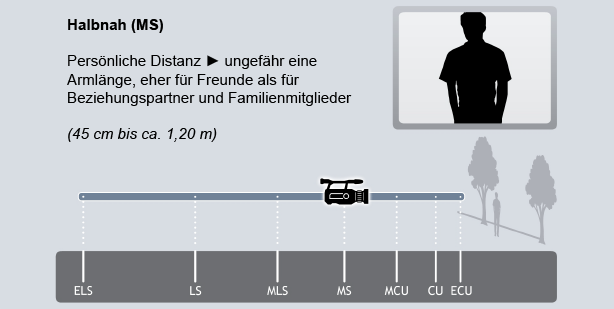 Halbnah (MS)
Persönliche Distanz ► ungefähr eine
Armlänge, eher für Freunde als für
Beziehungspartner und Familienmitglieder
(45 cm bis ca. 1,20 m)
ELS LS MLS MS MCU CU ECU